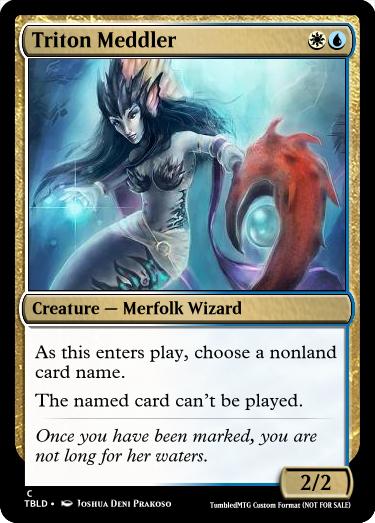 Triton Meddler
Creature — Merfolk Wizard
As this enters play, choose a nonland
card name.
The named card can't be played.
Once you have been marked, you are
not long for her waters.
2/2
C
TBLD • Joshua Deni Prakoso
TumbledMTG Custom Format (NOT FOR SALE)